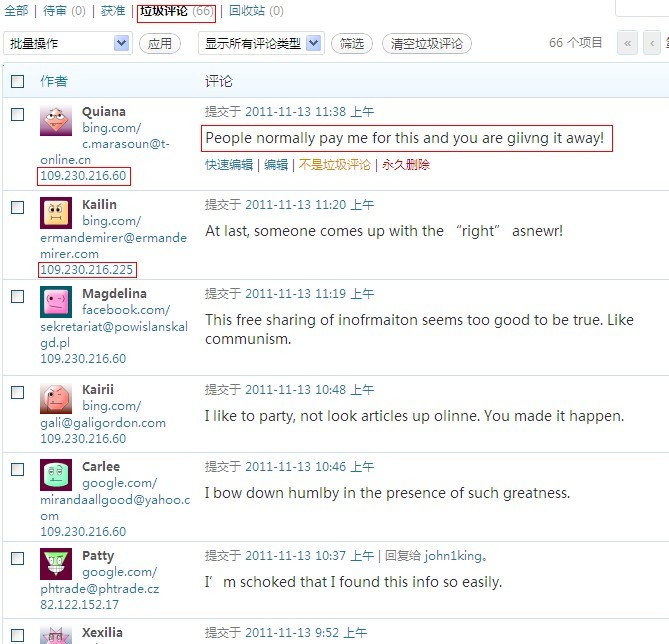 全部 | 待审 (0) | 获准 | 垃圾评论 (66) | 回收站 (0)
批量操作 应用 显示所有评论类型 筛选 清空垃圾评论 66 个项目 « ‹
作者 评论
Quiana
bing.com/
c.marasoun@t-
online.cn
109.230.216.60
提交于 2011-11-13 11:38 上午
People normally pay me for this and you are giivng it away!
快速编辑 | 编辑 | 不是垃圾评论 | 永久删除
Kailin
bing.com/
ermandemirer@ermande
mirer.com
109.230.216.225
提交于 2011-11-13 11:20 上午
At last, someone comes up with the “right” asnewr!
Magdelina
facebook.com/
sekretariat@powislanskal
gd.pl
109.230.216.60
提交于 2011-11-13 11:19 上午
This free sharing of inofrmaiton seems too good to be true. Like
communism.
Kairii
bing.com/
gali@galigordon.com
109.230.216.60
提交于 2011-11-13 10:48 上午
I like to party, not look articles up olinne. You made it happen.
Carlee
google.com/
mirandaallgood@yahoo.c
om
109.230.216.60
提交于 2011-11-13 10:46 上午
I bow down humlby in the presence of such greatness.
Patty
google.com/
phtrade@phtrade.cz
82.122.152.17
提交于 2011-11-13 10:37 上午 | 回复给 john1king。
I’m schoked that I found this info so easily.
Xexilia
提交于 2011-11-13 9:52 上午